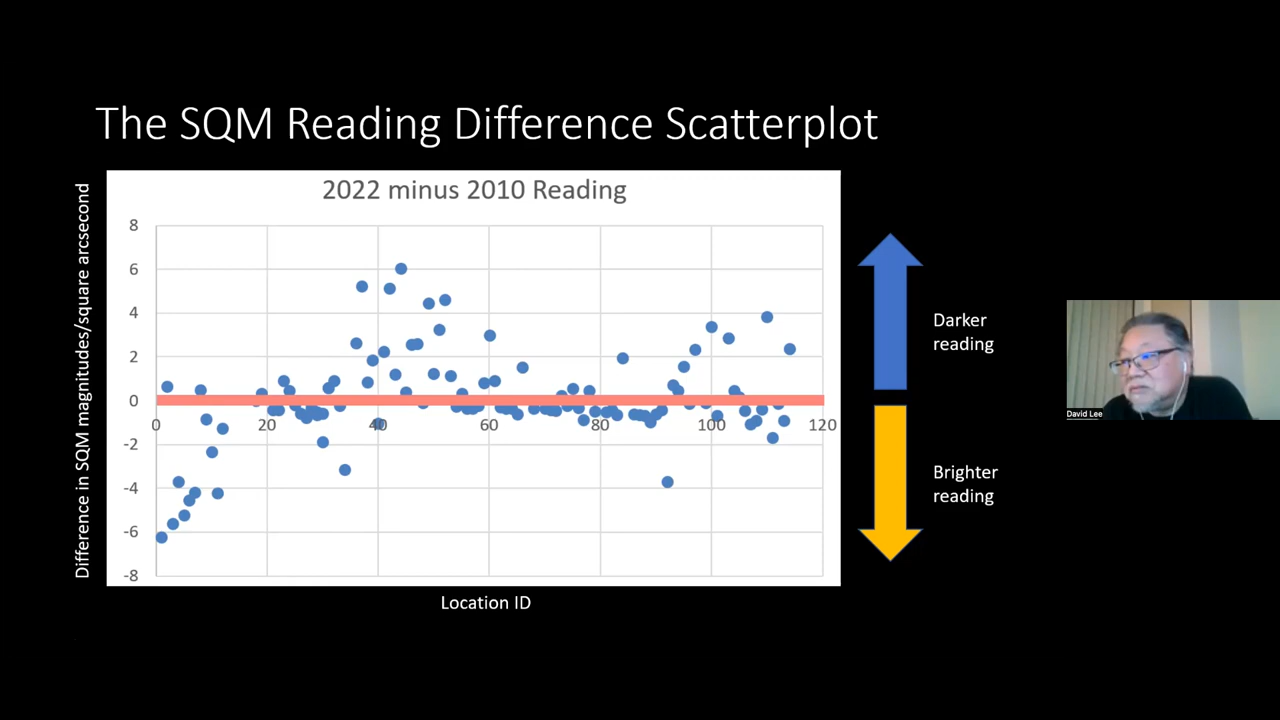 The SQM Reading Difference Scatterplot
2022 minus 2010 Reading
Difference in SQM magnitudes/square arcsecond
8
6
4
2
0
-2
-4
-6
-8
0
20
40
60
80
100
120
Location ID
Darker
reading
Brighter
reading
David Lee